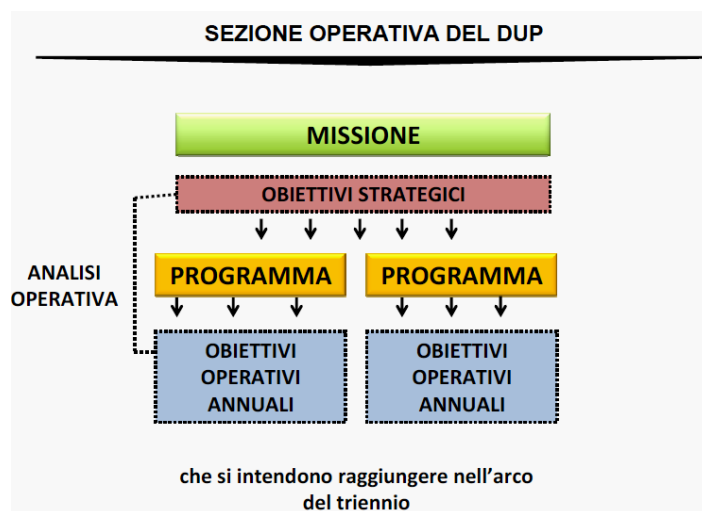 SEZIONE OPERATIVA DEL DUP
MISSIONE
OBIETTIVI STRATEGICI
ANALISI
OPERATIVA
PROGRAMMA
PROGRAMMA
OBIETTIVI
OPERATIVI
ANNUALI
OBIETTIVI
OPERATIVI
ANNUALI
che si intendono raggiungere nell'arco
del triennio